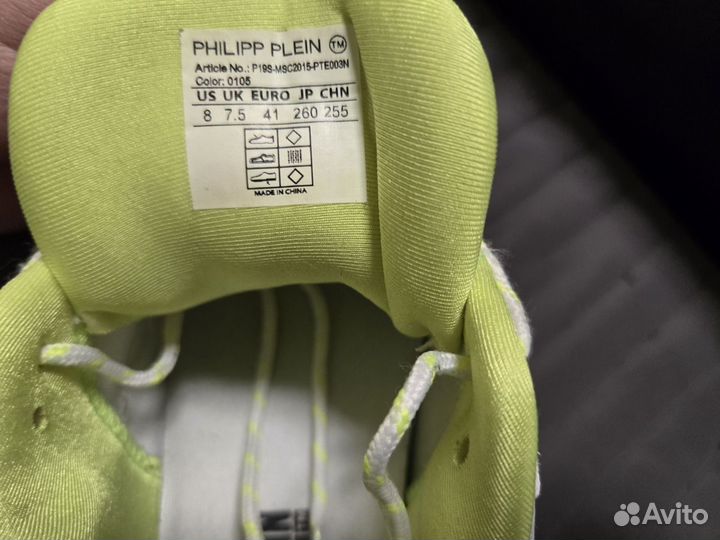 PHILIPP PLEIN TM
Article No.: P19S-MSC2015-PTE003N
Color: 0105
US UK EURO JP CHN
8 7.5 41 260 255
MADE IN CHINA
Avito